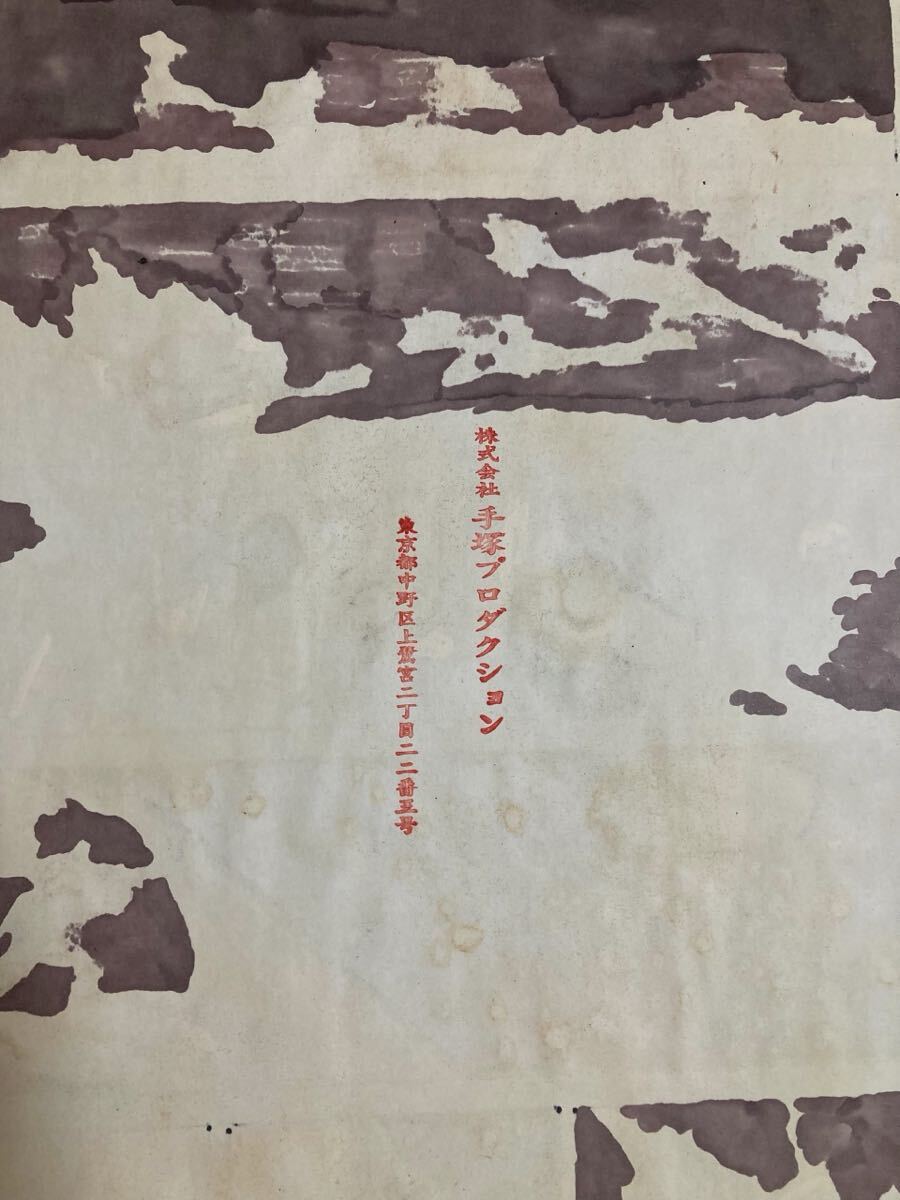 株式会社 手塚プロダクション
東京都中野区上鷺宮二丁目二二番五号